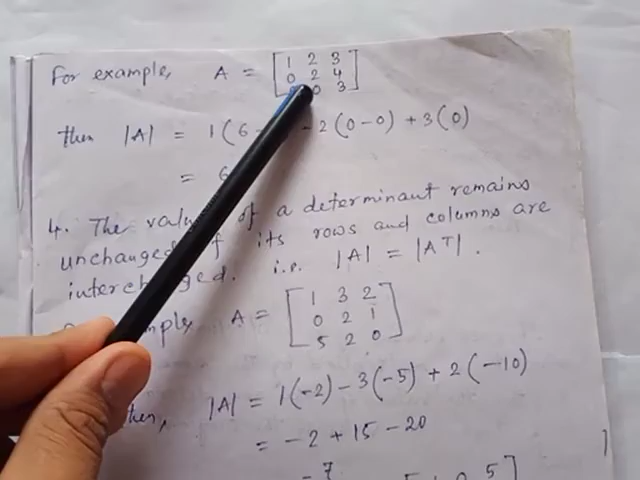 For example, A = [1 2 3
0 2 4
0 3]
then |A| = 1(6 - 2(0-0) + 3(0)
= 6
4. The value of a determinant remains
unchanged if its rows and columns are
interchanged. i.e. |A| = |AT|.
A = [1 3 2
0 2 1
5 2 0]
then, |A| = 1(-2) - 3(-5) + 2(-10)
= -2 + 15 - 20